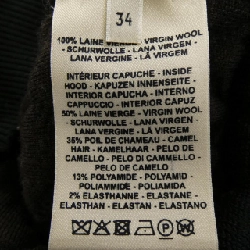 34
100% LAINE VIERGE - VIRGIN WOOL
- SCHURWOLLE - LANA VIRGEN -
LANA VERGINE - LÃ VIRGEM
INTÉRIEUR CAPUCHE - INSIDE
HOOD - KAPUZEN INNENSEITE -
INTERIOR CAPUCHA - INTERNO
CAPPUCCIO - INTERIOR CAPUZ
50% LAINE VIERGE - VIRGIN WOOL
- SCHURWOLLE - LANA VIRGEN -
LANA VERGINE - LÃ VIRGEM
35% POIL DE CHAMEAU - CAMEL
HAIR - KAMELHAAR - PELO DE
CAMELLO - PELO DI CAMMELLO -
PELO DE CAMELO
13% POLYAMIDE - POLYAMID -
POLIAMMIDE - POLIAMIDA
2% ELASTHANNE - ELASTANE -
ELASTHAN - ELASTAN - ELASTANO
P